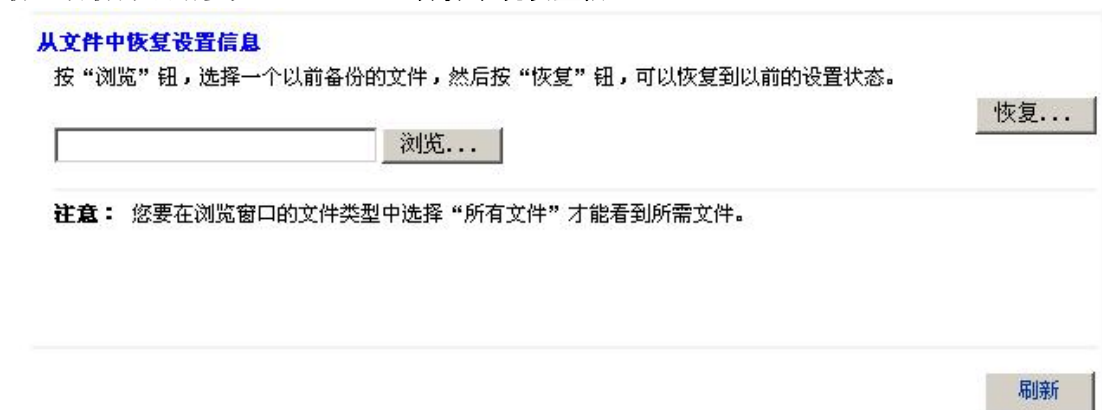 从文件中恢复设置信息
按“浏览”钮，选择一个以前备份的文件，然后按“恢复”钮，可以恢复到以前的设置状态。
恢复...
浏览...
注意： 您要在浏览窗口的文件类型中选择“所有文件”才能看到所需文件。
刷新